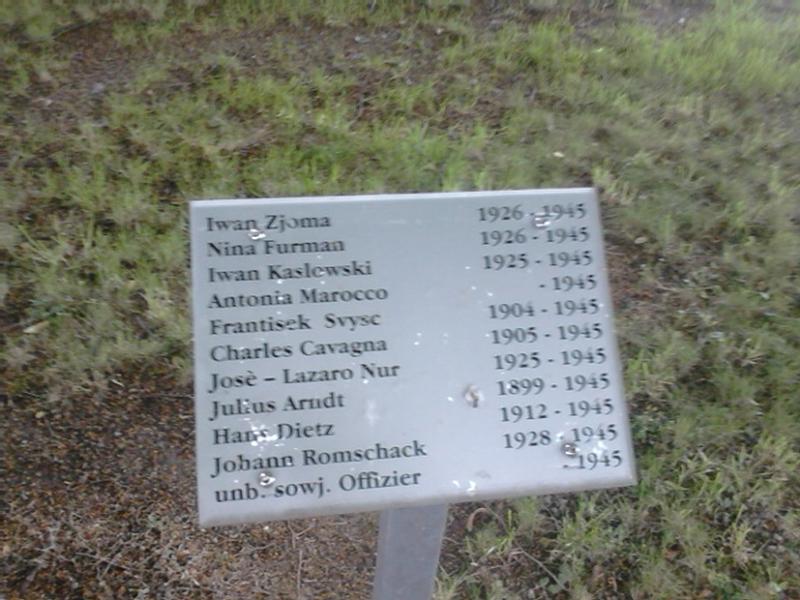 Iwan Zjoma 1926 - 1945
Nina Furman 1926 - 1945
Iwan Kaslewski 1925 - 1945
Antonia Marocco - 1945
Frantisek Svysc 1904 - 1945
Charles Cavagna 1905 - 1945
Josè – Lazaro Nur 1925 - 1945
Julius Arndt 1899 - 1945
Hans Dietz 1912 - 1945
Johann Romschack 1928 - 1945
unb. sowj. Offizier - 1945